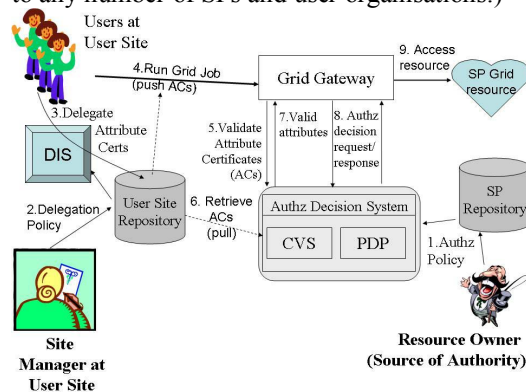 to any number of SPs and user organisations.)
Users at
User Site
4.Run Grid Job
(push ACs)
Grid Gateway
9. Access
resource
SP Grid
resource
3.Delegate
Attribute
Certs
DIS
5.Validate
Attribute
Certificates
(ACs)
7.Valid
attributes
8. Authz
decision
request/
response
User Site
Repository
2.Delegation
Policy
6. Retrieve
ACs
(pull)
Authz Decision System
CVS
PDP
SP
Repository
1.Authz
Policy
Site
Manager at
User Site
Resource Owner
(Source of Authority)